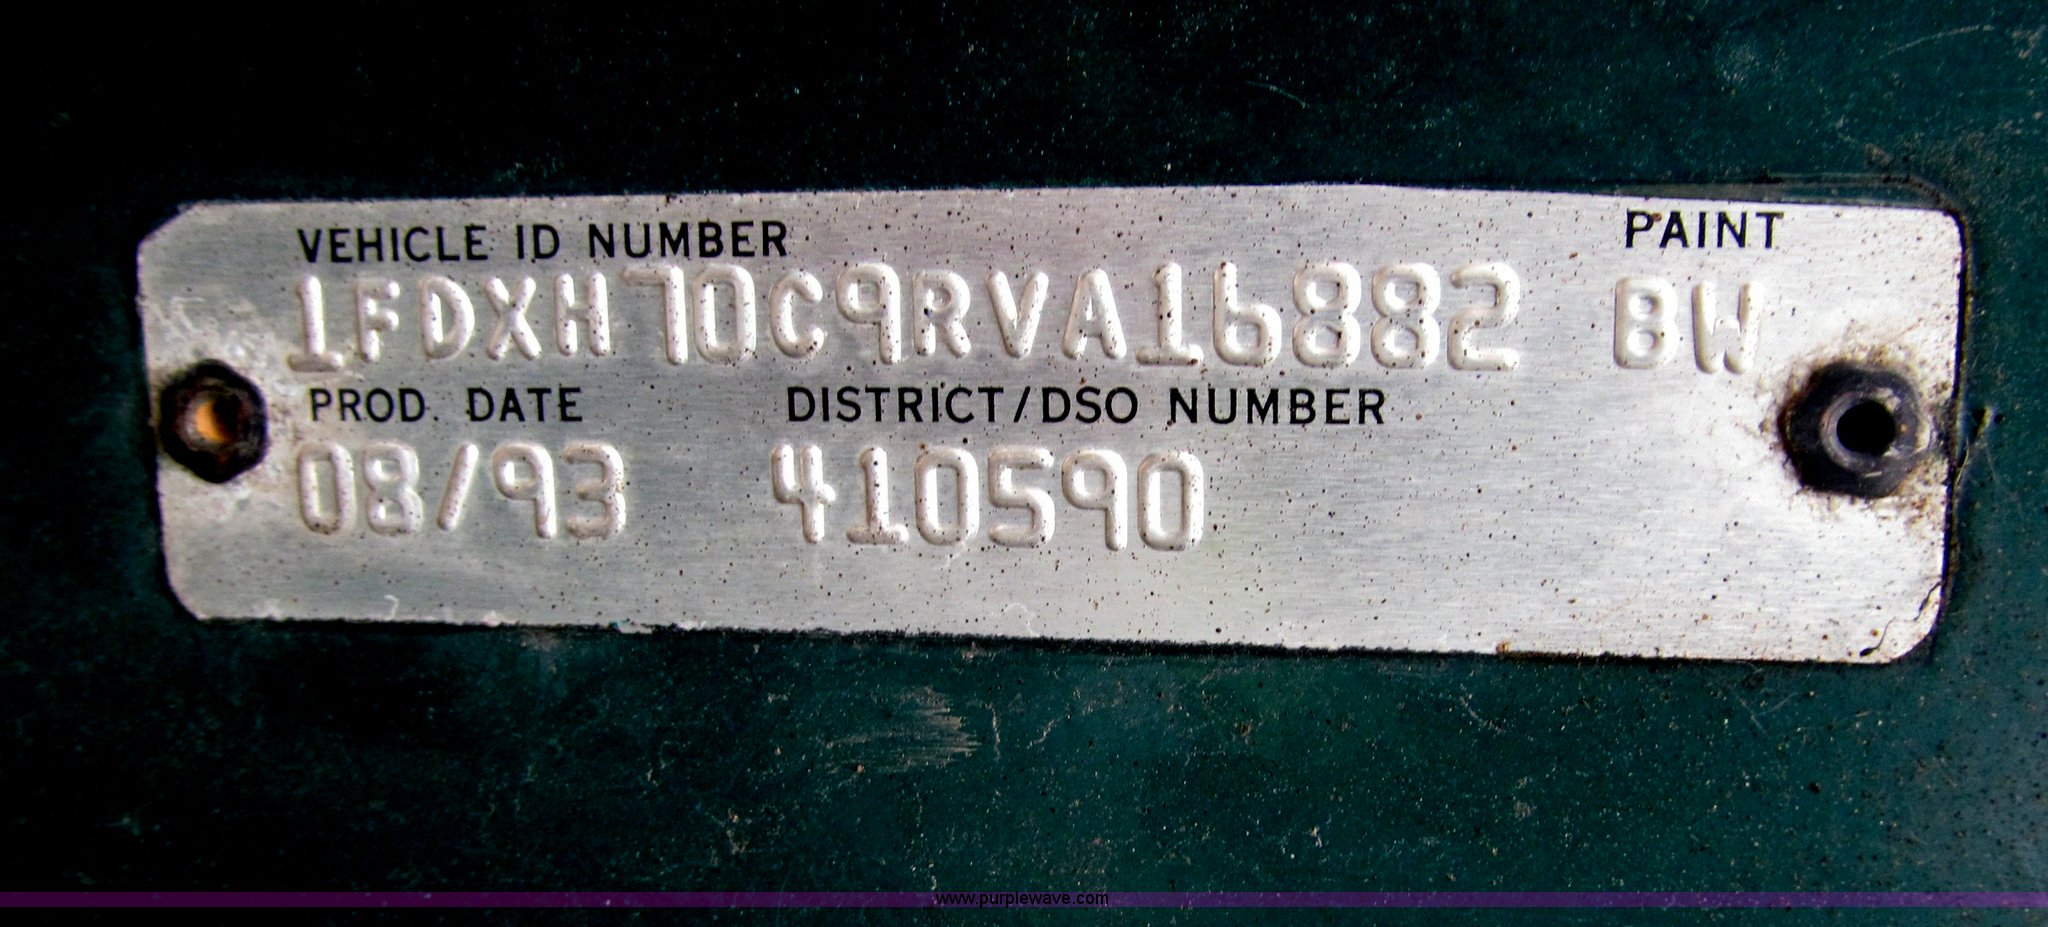 VEHICLE ID NUMBER PAINT
1FDXH70C9RVA16882 BW
PROD. DATE DISTRICT/DSO NUMBER
08/93 410590
www.purplewave.com